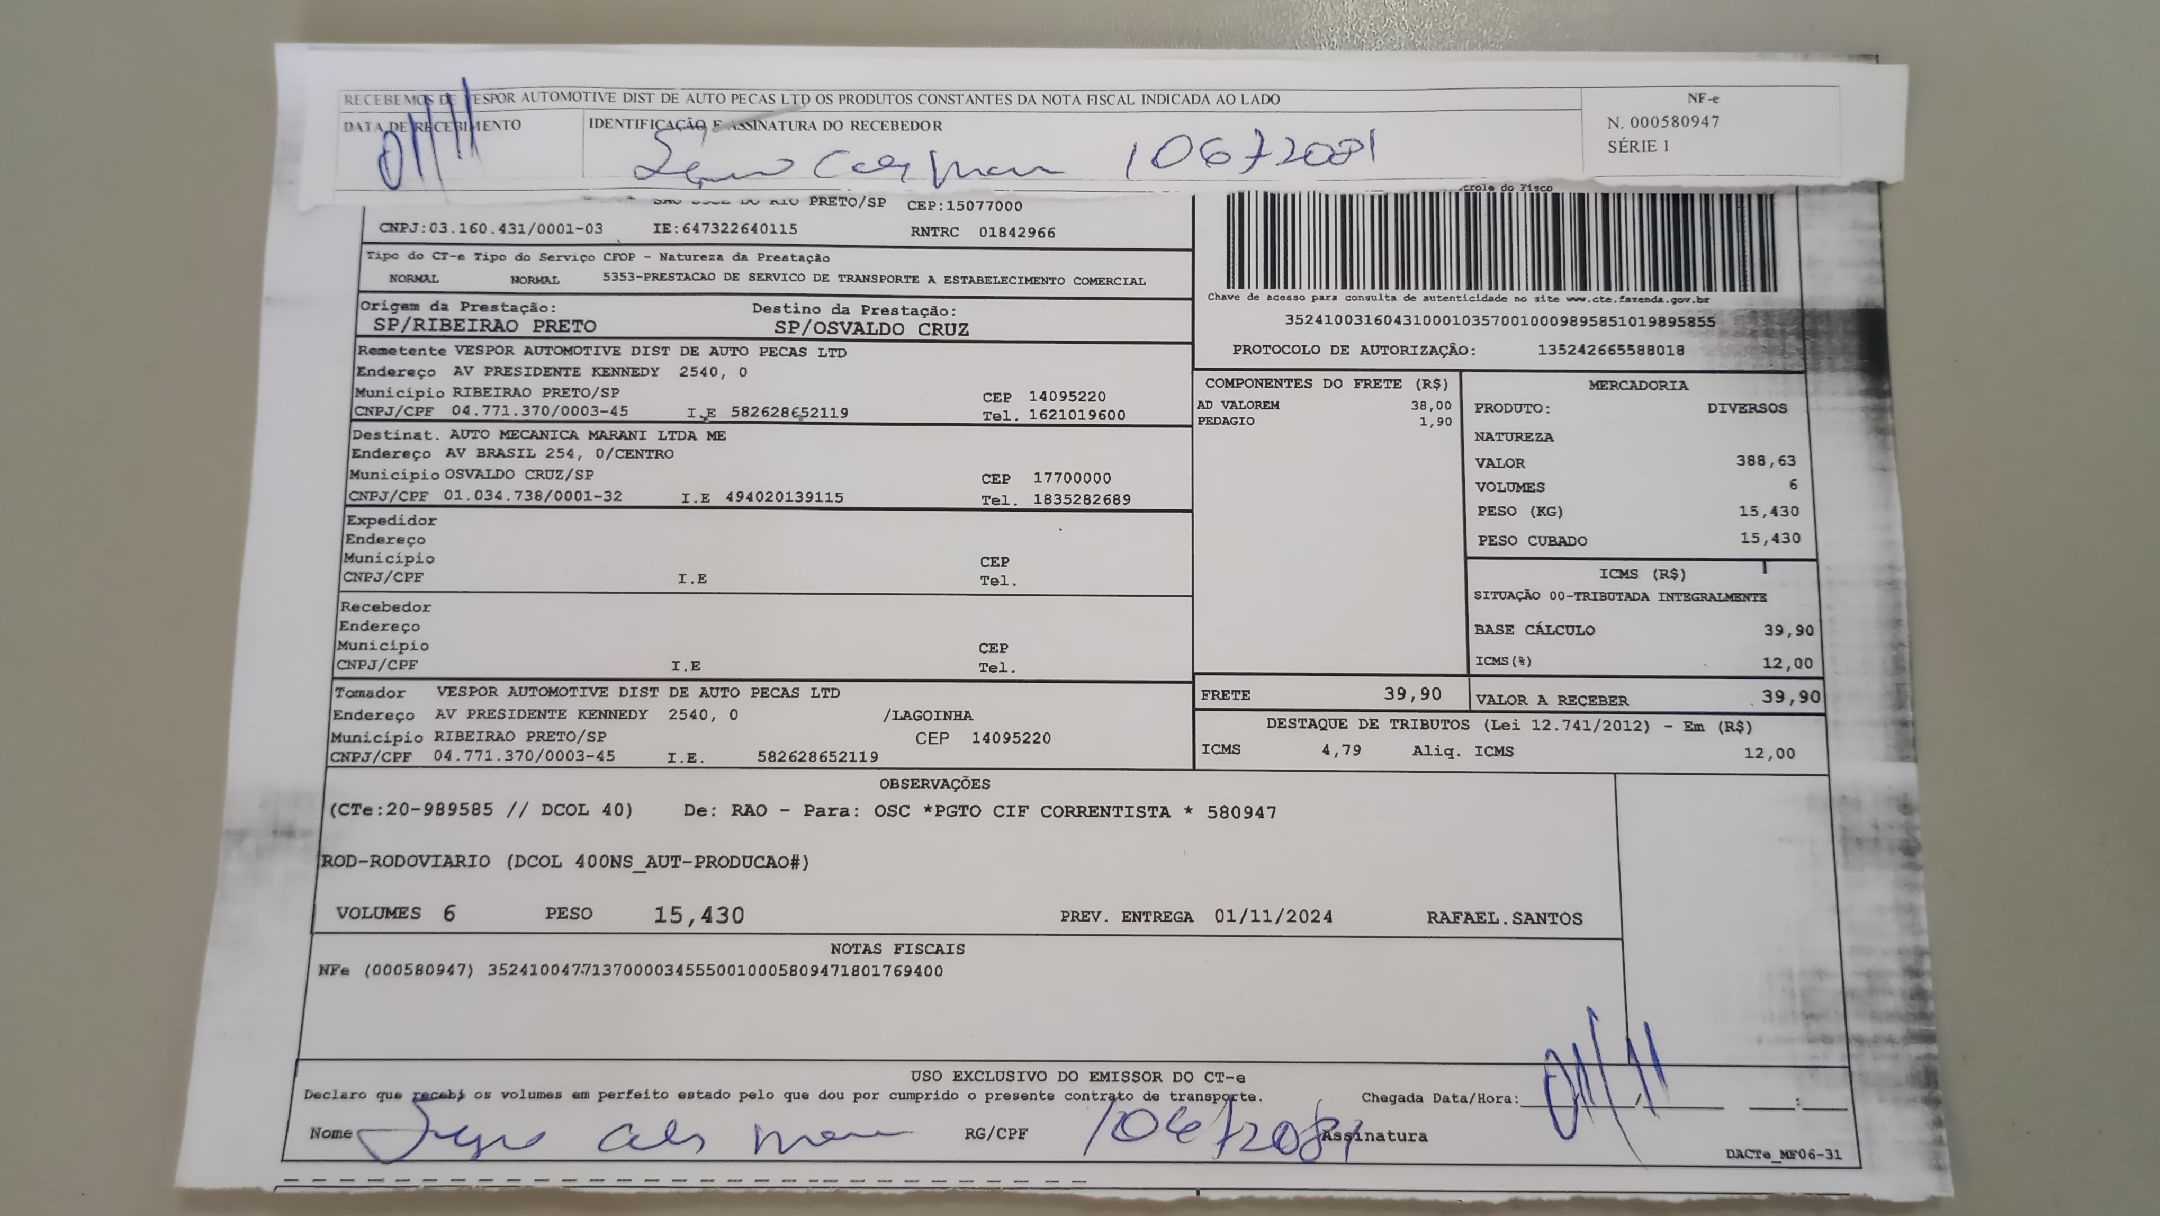 RECEBEMOS DE VESPOR AUTOMOTIVE DIST DE AUTO PECAS LTD OS PRODUTOS CONSTANTES DA NOTA FISCAL INDICADA AO LADO
DATA DE RECEBIMENTO IDENTIFICAÇÃO E ASSINATURA DO RECEBEDOR
01/11 10672081
NF-e
N. 000580947
SÉRIE 1
RIO PRETO/SP CEP:15077000
CNPJ:03.160.431/0001-03 IE:647322640115 RNTRC 01842966
Tipo do CT-e Tipo do Serviço CFOP - Natureza da Prestação
NORMAL NORMAL 5353-PRESTACAO DE SERVICO DE TRANSPORTE A ESTABELECIMENTO COMERCIAL
Origem da Prestação: Destino da Prestação:
SP/RIBEIRAO PRETO SP/OSVALDO CRUZ
Remetente VESPOR AUTOMOTIVE DIST DE AUTO PECAS LTD
Endereço AV PRESIDENTE KENNEDY 2540, 0
Município RIBEIRAO PRETO/SP CEP 14095220
CNPJ/CPF 04.771.370/0003-45 I.E 582628652119 Tel. 1621019600
Destinat. AUTO MECANICA MARANI LTDA ME
Endereço AV BRASIL 254, 0/CENTRO
Município OSVALDO CRUZ/SP CEP 17700000
CNPJ/CPF 01.034.738/0001-32 I.E 494020139115 Tel. 1835282689
Expedidor
Endereço
Município CEP
CNPJ/CPF I.E Tel.
Recebedor
Endereço
Município CEP
CNPJ/CPF I.E Tel.
Tomador VESPOR AUTOMOTIVE DIST DE AUTO PECAS LTD
Endereço AV PRESIDENTE KENNEDY 2540, 0 /LAGOINHA
Município RIBEIRAO PRETO/SP CEP 14095220
CNPJ/CPF 04.771.370/0003-45 I.E. 582628652119
trole do Fisco
Chave de acesso para consulta de autenticidade no site www.cte.fazenda.gov.br
35241003160431000103570010009895851019895855
PROTOCOLO DE AUTORIZAÇÃO: 135242665588018
COMPONENTES DO FRETE (R$)
AD VALOREM 38,00
PEDAGIO 1,90
MERCADORIA
PRODUTO: DIVERSOS
NATUREZA
VALOR 388,63
VOLUMES 6
PESO (KG) 15,430
PESO CUBADO 15,430
ICMS (R$)
SITUAÇÃO 00-TRIBUTADA INTEGRALMENTE
BASE CÁLCULO 39,90
ICMS(%) 12,00
FRETE 39,90 VALOR A RECEBER 39,90
DESTAQUE DE TRIBUTOS (Lei 12.741/2012) - Em (R$)
ICMS 4,79 Aliq. ICMS 12,00
OBSERVAÇÕES
(CTe:20-989585 // DCOL 40) De: RAO - Para: OSC *PGTO CIF CORRENTISTA * 580947
ROD-RODOVIARIO (DCOL 400NS_AUT-PRODUCAO#)
VOLUMES 6 PESO 15,430 PREV. ENTREGA 01/11/2024 RAFAEL.SANTOS
NOTAS FISCAIS
NFe (000580947) 35241004771370000345550010005809471801769400
USO EXCLUSIVO DO EMISSOR DO CT-e
Declaro que recebi os volumes em perfeito estado pelo que dou por cumprido o presente contrato de transporte. Chegada Data/Hora: 01/11
Nome RG/CPF 10672081 Assinatura
DACTe_MF06-31